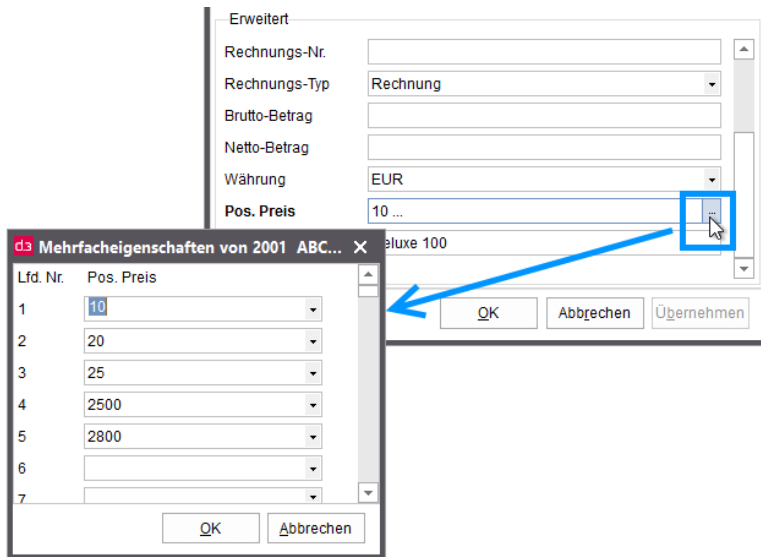 Erweitert
Rechnungs-Nr.
Rechnungs-Typ Rechnung
Brutto-Betrag
Netto-Betrag
Währung EUR
Pos. Preis 10 ... ...
eluxe 100
OK Abbrechen Übernehmen
d3 Mehrfacheigenschaften von 2001 ABC...
Lfd. Nr. Pos. Preis
1 10
2 20
3 25
4 2500
5 2800
6
7
OK Abbrechen